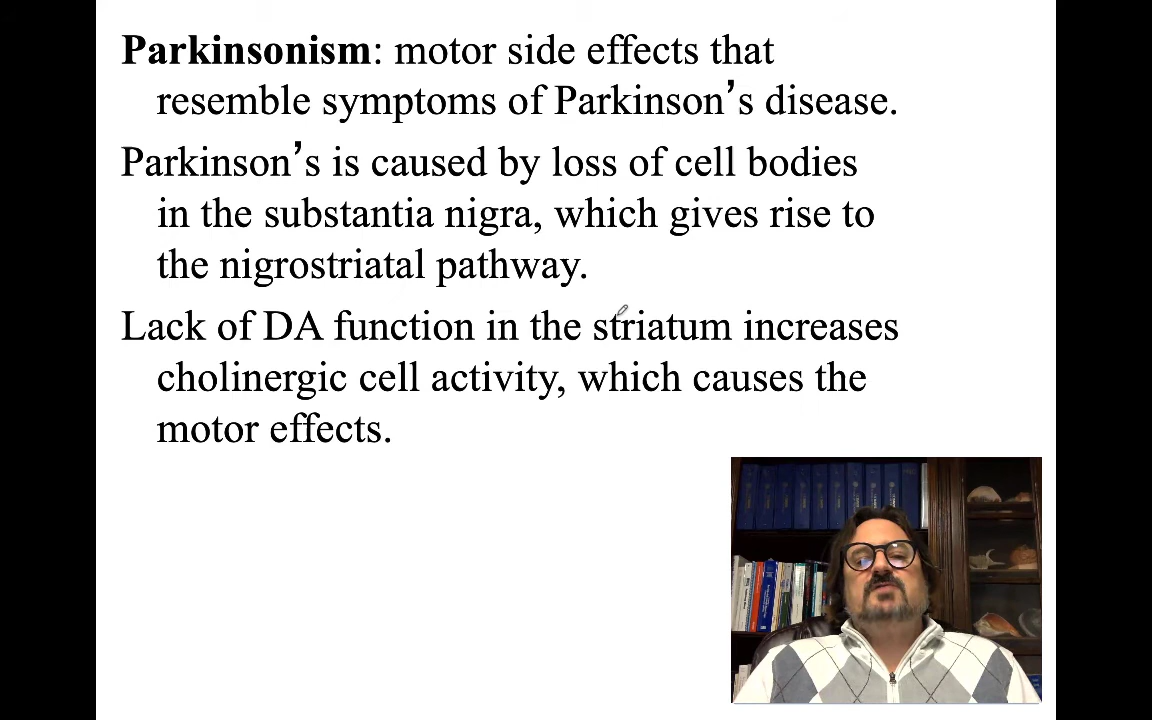 Parkinsonism: motor side effects that
resemble symptoms of Parkinson’s disease.
Parkinson’s is caused by loss of cell bodies
in the substantia nigra, which gives rise to
the nigrostriatal pathway.
Lack of DA function in the striatum increases
cholinergic cell activity, which causes the
motor effects.